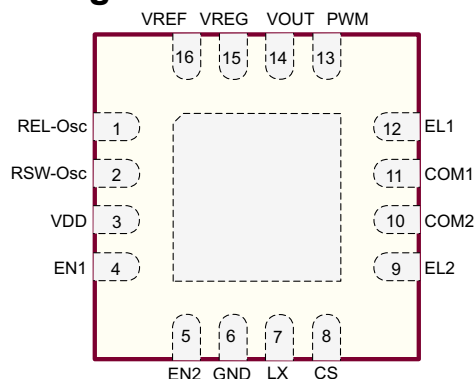 VREF VREG VOUT PWM
16 15 14 13
REL-Osc 1 12 EL1
RSW-Osc 2 11 COM1
VDD 3 10 COM2
EN1 4 9 EL2
5 6 7 8
EN2 GND LX CS